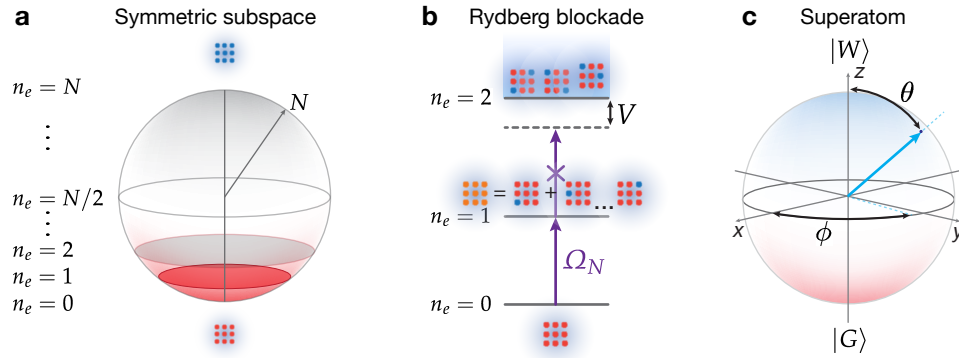 a Symmetric subspace
n_e = N
N
⋮
n_e = N/2
⋮
n_e = 2
n_e = 1
n_e = 0
b Rydberg blockade
n_e = 2
V
= + ...
n_e = 1
Ω_N
n_e = 0
c Superatom
|W⟩
z
θ
x
ϕ
y
|G⟩